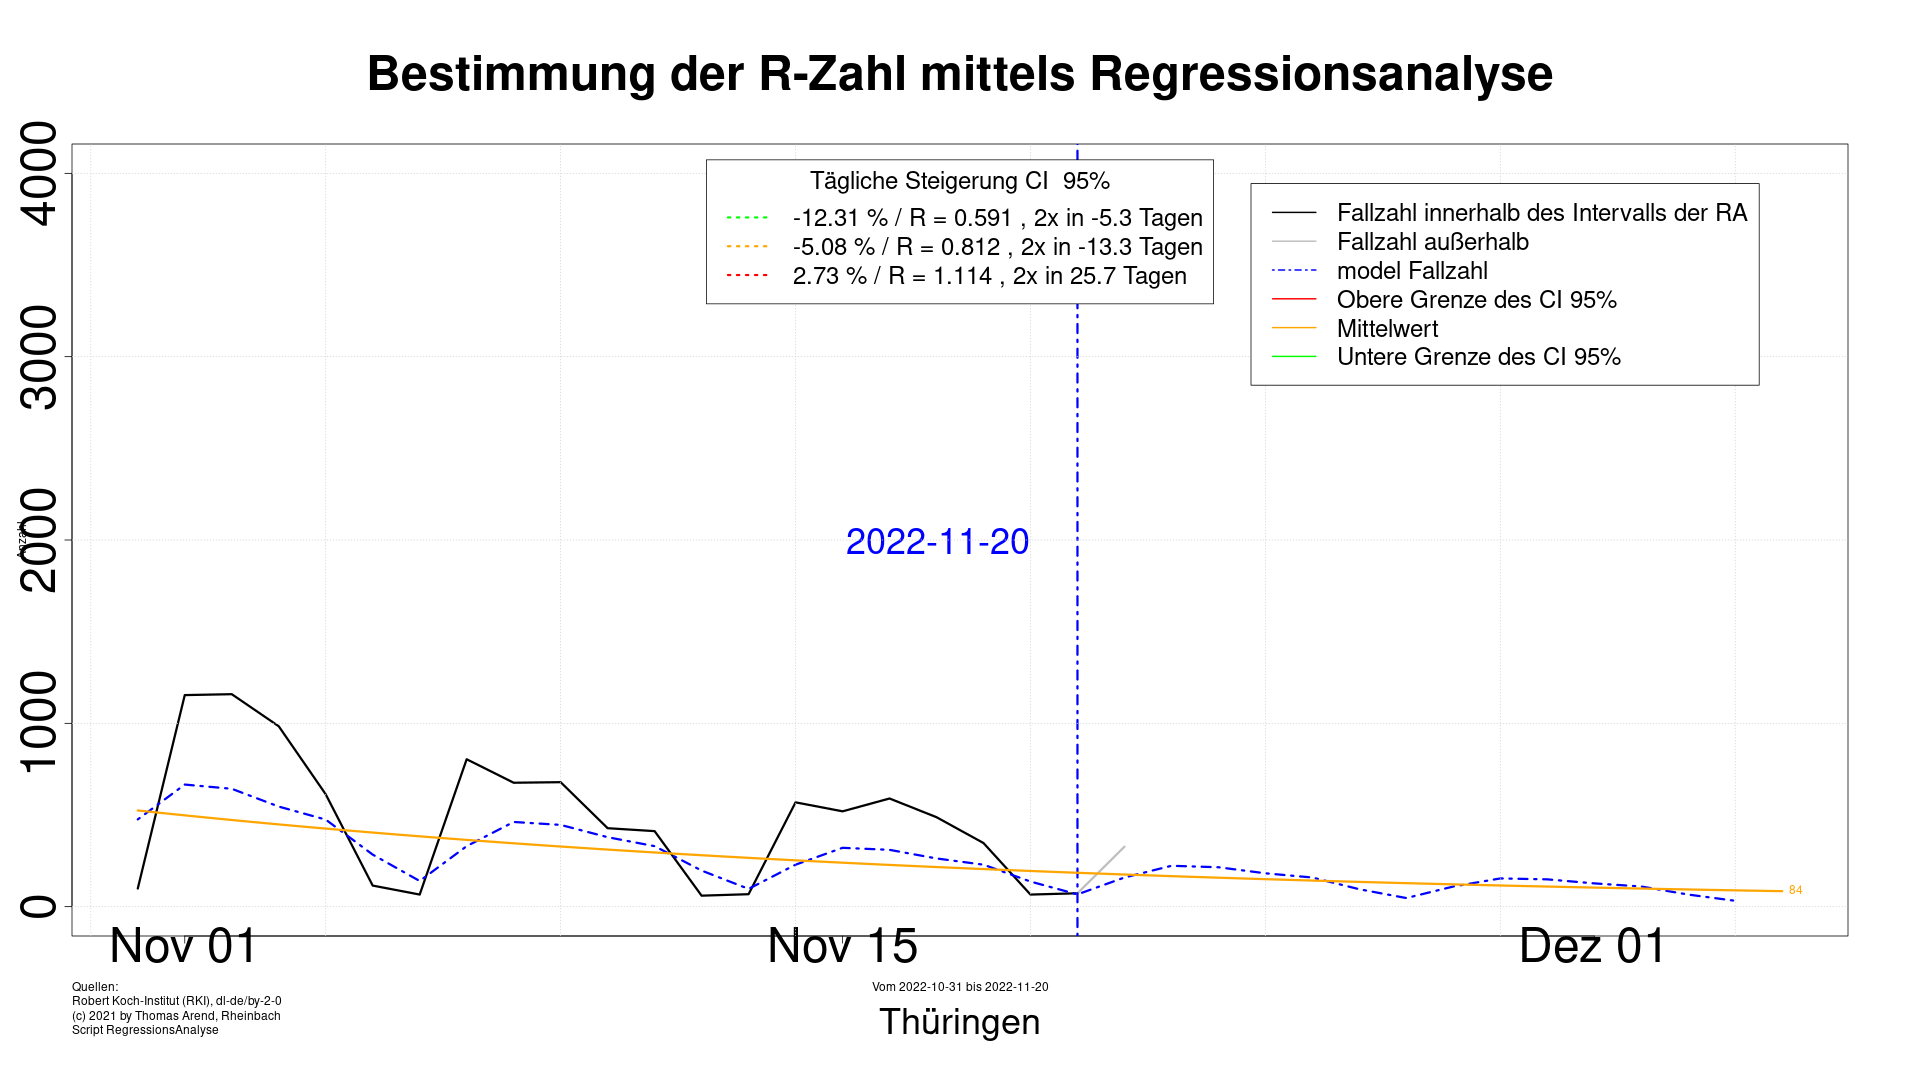 Bestimmung der R-Zahl mittels Regressionsanalyse
Anzahl
4000
3000
2000
1000
0
Tägliche Steigerung CI  95%
-12.31 % / R = 0.591 , 2x in -5.3 Tagen
-5.08 % / R = 0.812 , 2x in -13.3 Tagen
2.73 % / R = 1.114 , 2x in 25.7 Tagen
Fallzahl innerhalb des Intervalls der RA
Fallzahl außerhalb
model Fallzahl
Obere Grenze des CI 95%
Mittelwert
Untere Grenze des CI 95%
2022-11-20
84
Nov 01
Nov 15
Dez 01
Quellen:
Robert Koch-Institut (RKI), dl-de/by-2-0
(c) 2021 by Thomas Arend, Rheinbach
Script RegressionsAnalyse
Vom 2022-10-31 bis 2022-11-20
Thüringen